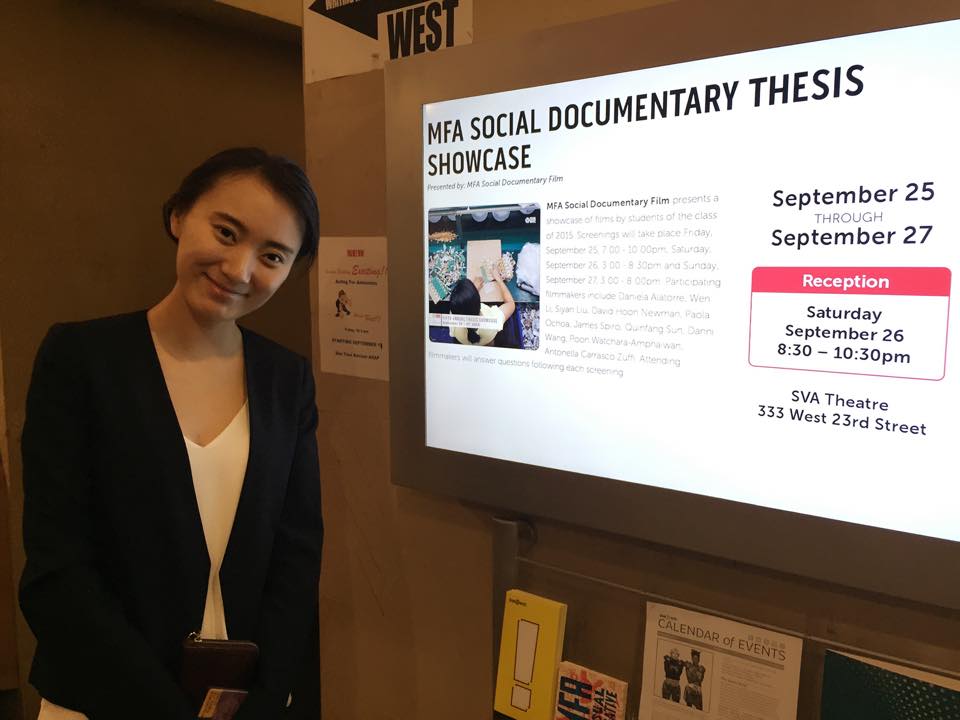 WEST
MFA SOCIAL DOCUMENTARY THESIS
SHOWCASE
Presented by: MFA Social Documentary Film
MFA Social Documentary Film presents a
showcase of films by students of the class
of 2015. Screenings will take place Friday,
September 25, 7:00 - 10:00pm, Saturday,
September 26, 3:00 - 8:30pm and Sunday,
September 27, 3:00 - 8:00pm. Participating
filmmakers include Daniela Alatorre, Wen
Li, Siyan Liu, David Hoon Newman, Paola
Ochoa, James Spiro, Quinfang Sun, Danni
Wang, Poon Watchara-Amphaiwan,
Antonella Carrasco Zuffi. Attending
filmmakers will answer questions following each screening.
September 25
THROUGH
September 27
Reception
Saturday
September 26
8:30 – 10:30pm
SVA Theatre
333 West 23rd Street
Exciting!!
STARTING SEPTEMBER
!
CALENDAR of EVENTS